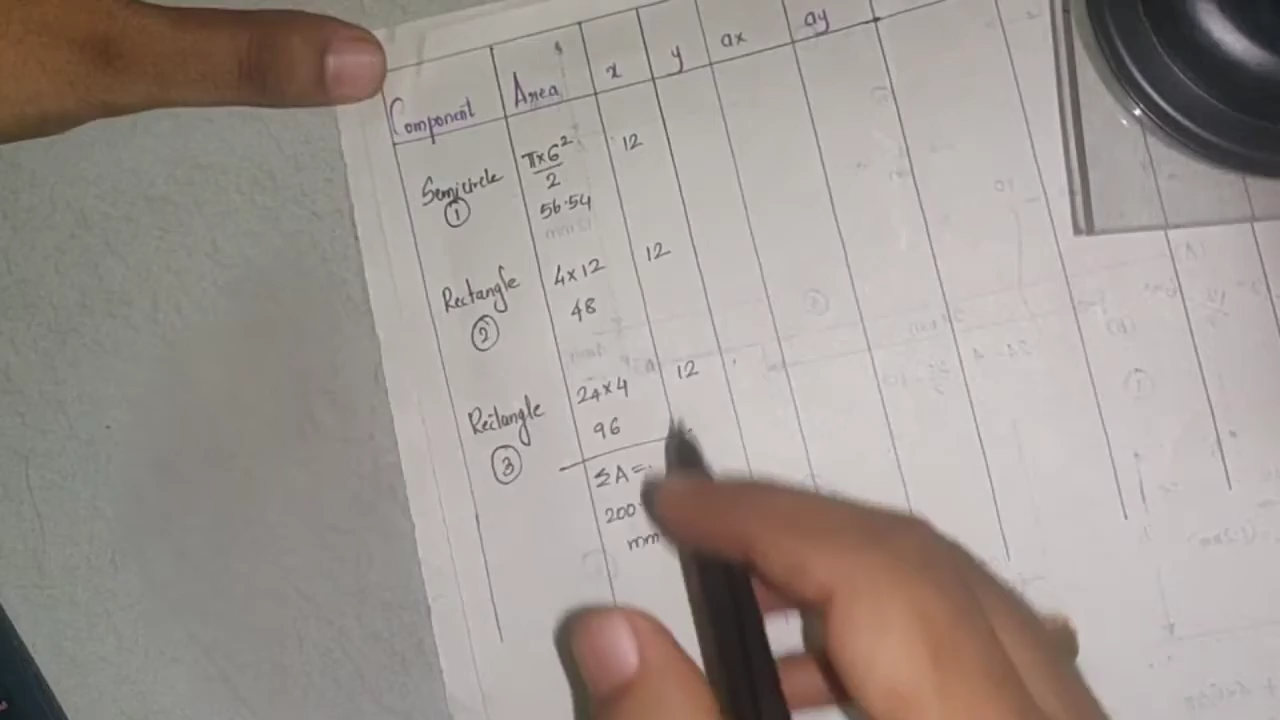 Component Area x y ax ay
Semicircle π×6²/2 12
① 56.54
Rectangle 4×12 12
② 48
Rectangle 24×4 12
③ 96
ΣA=
200
mm